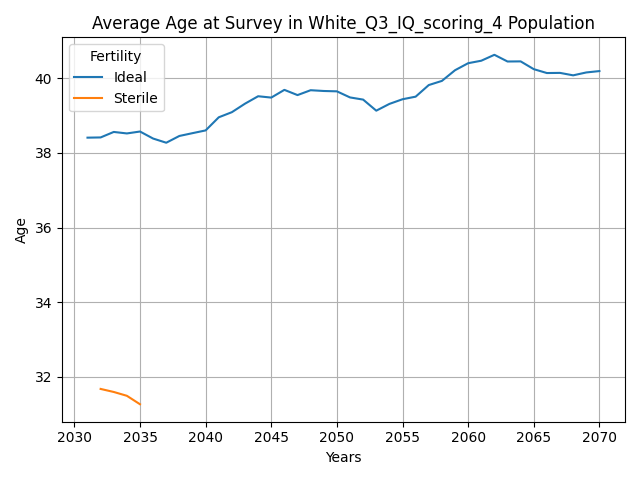 Average Age at Survey in White_Q3_IQ_scoring_4 Population
Fertility
Ideal
Sterile
40
38
36
34
32
Age
2030 2035 2040 2045 2050 2055 2060 2065 2070
Years